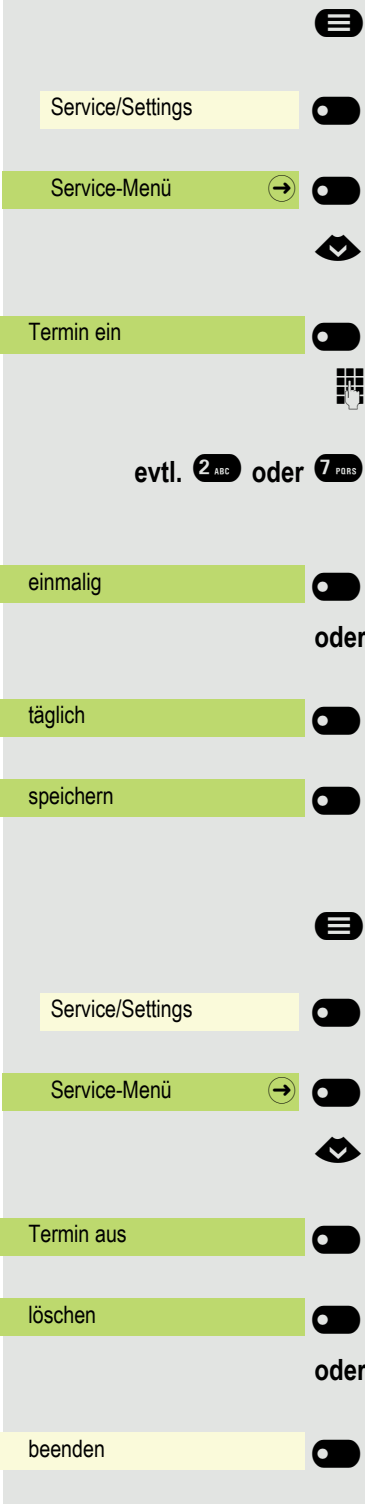 Service/Settings
Service-Menü
Termin ein
evtl. 2 ABC oder 7 PQRS
einmalig
oder
täglich
speichern
Service/Settings
Service-Menü
Termin aus
löschen
oder
beenden